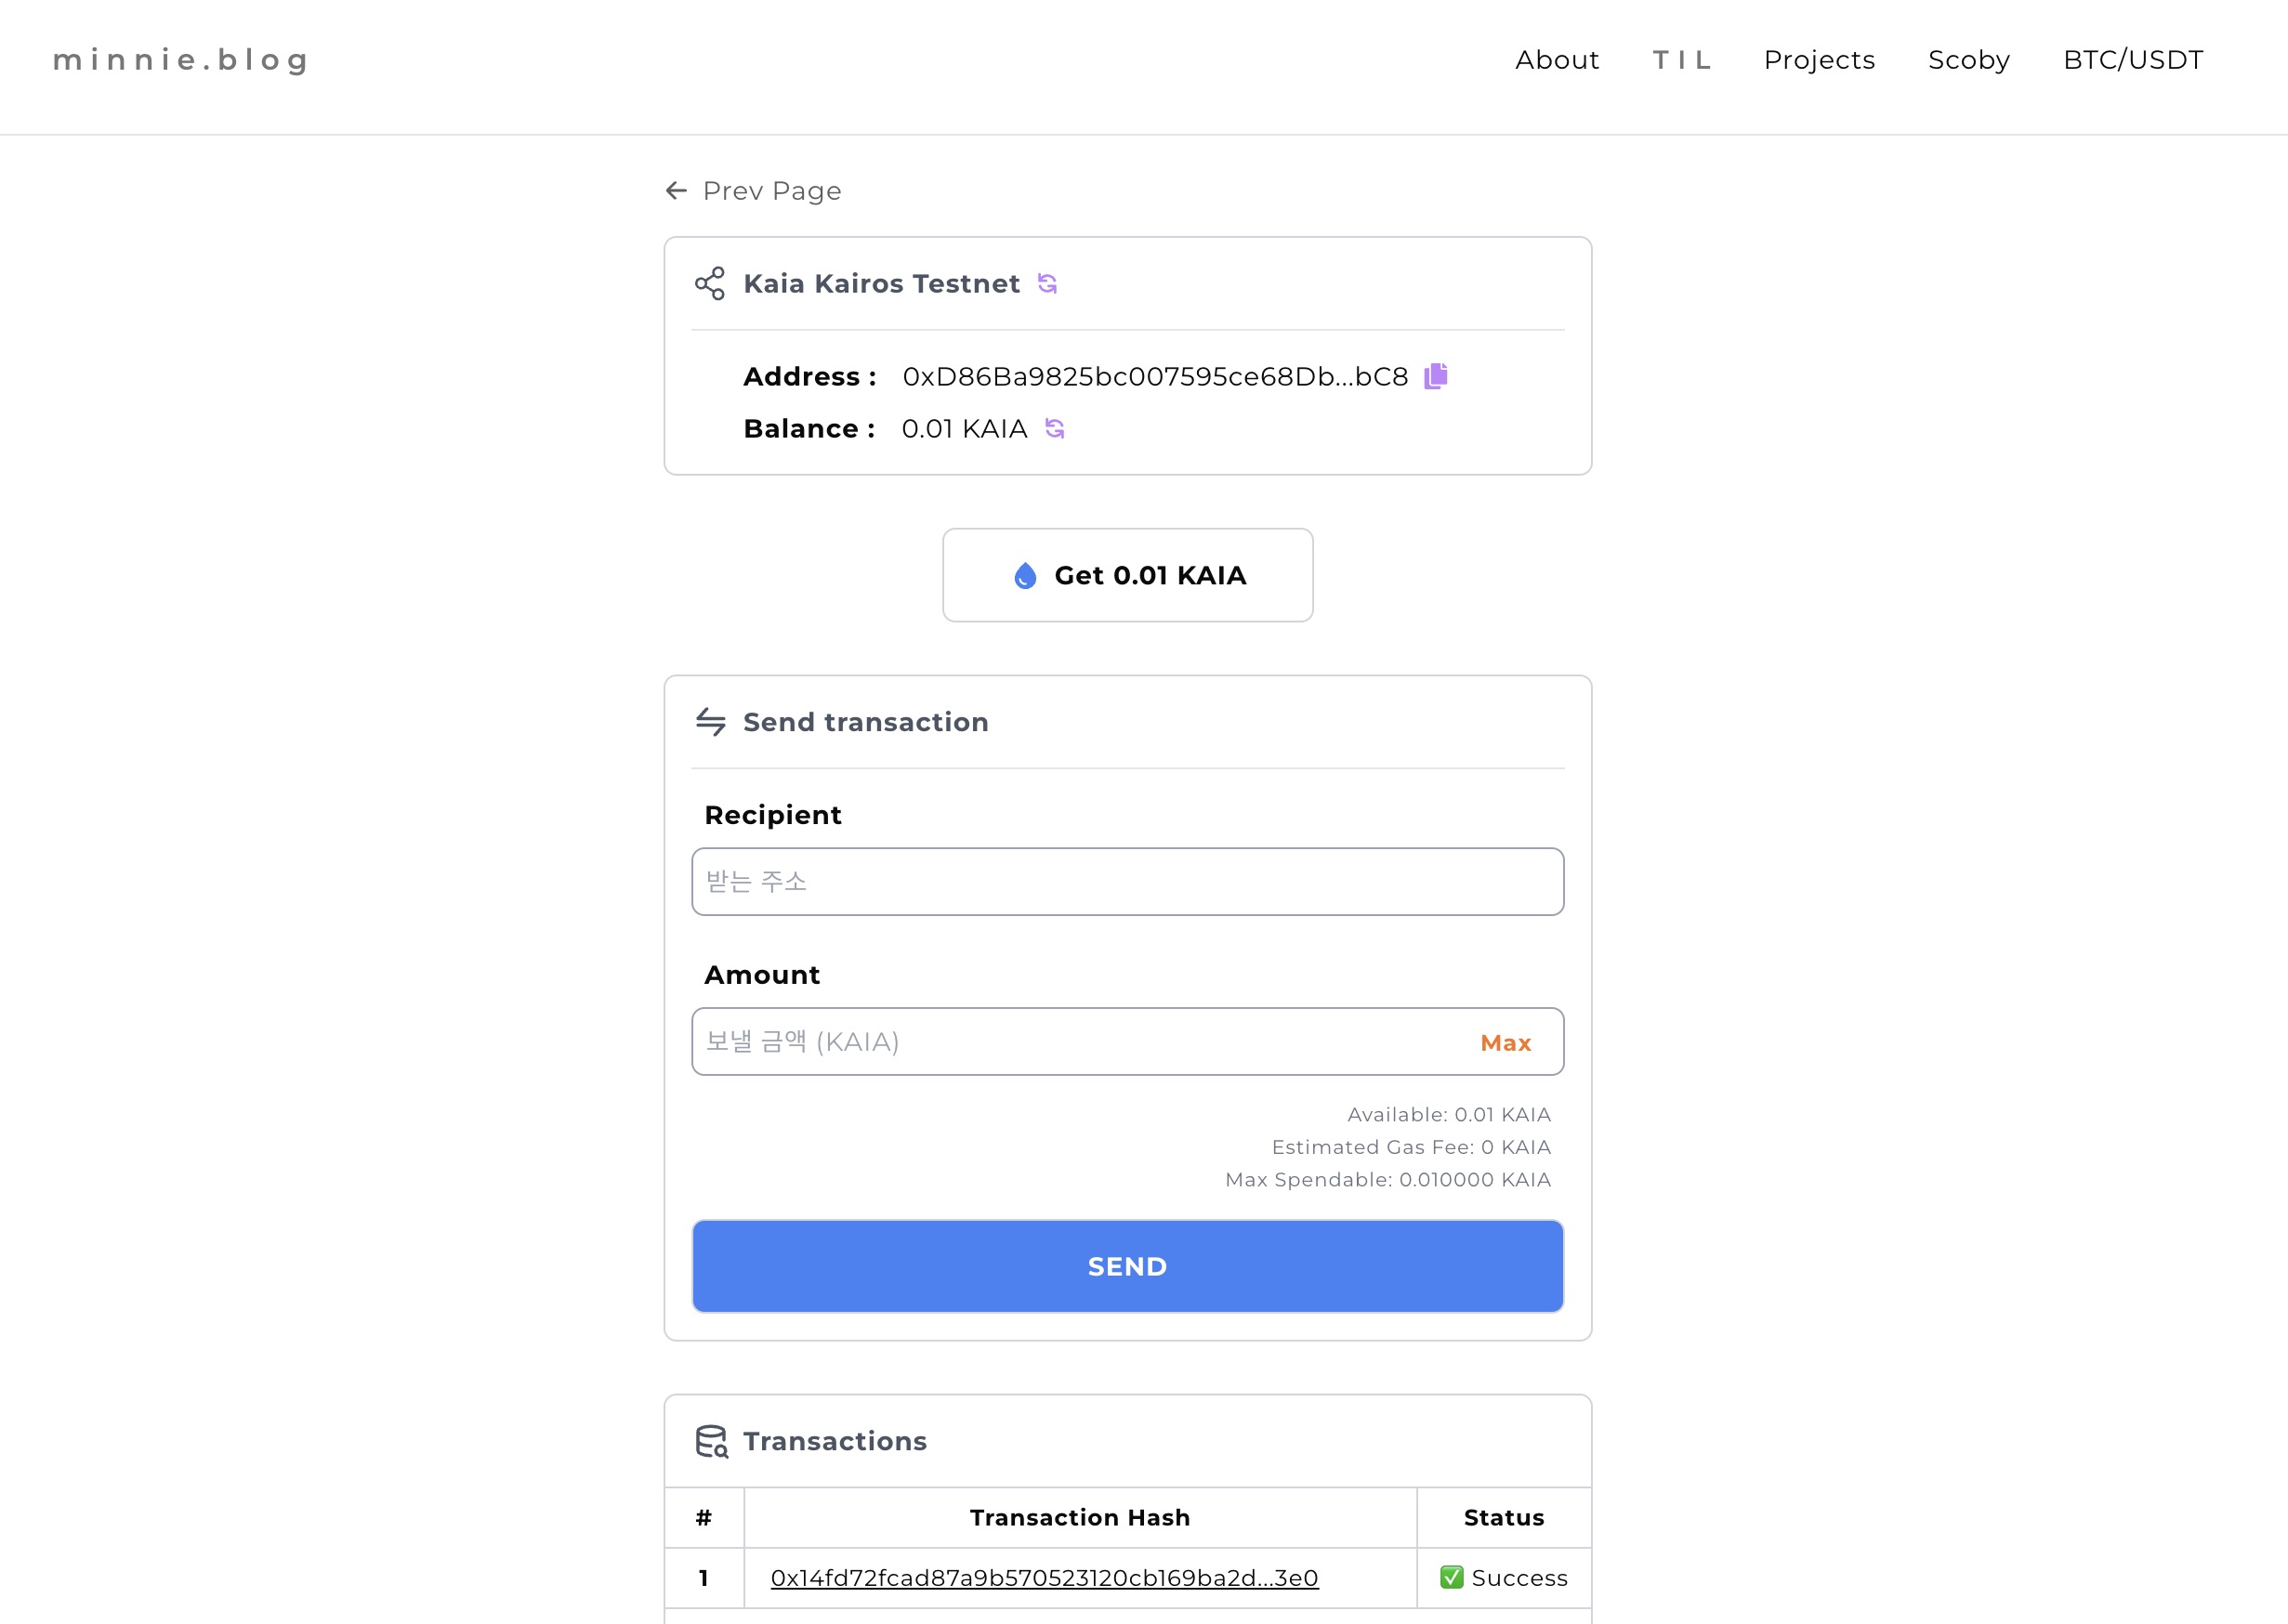 minnie.blog
About TIL Projects Scoby BTC/USDT
Prev Page
Kaia Kairos Testnet
Address : 0xD86Ba9825bc007595ce68Db...bC8
Balance : 0.01 KAIA
Get 0.01 KAIA
Send transaction
Recipient
받는 주소
Amount
보낼 금액 (KAIA)
Max
Available: 0.01 KAIA
Estimated Gas Fee: 0 KAIA
Max Spendable: 0.010000 KAIA
SEND
Transactions
# Transaction Hash Status
1 0x14fd72fcad87a9b570523120cb169ba2d...3e0 ✅ Success